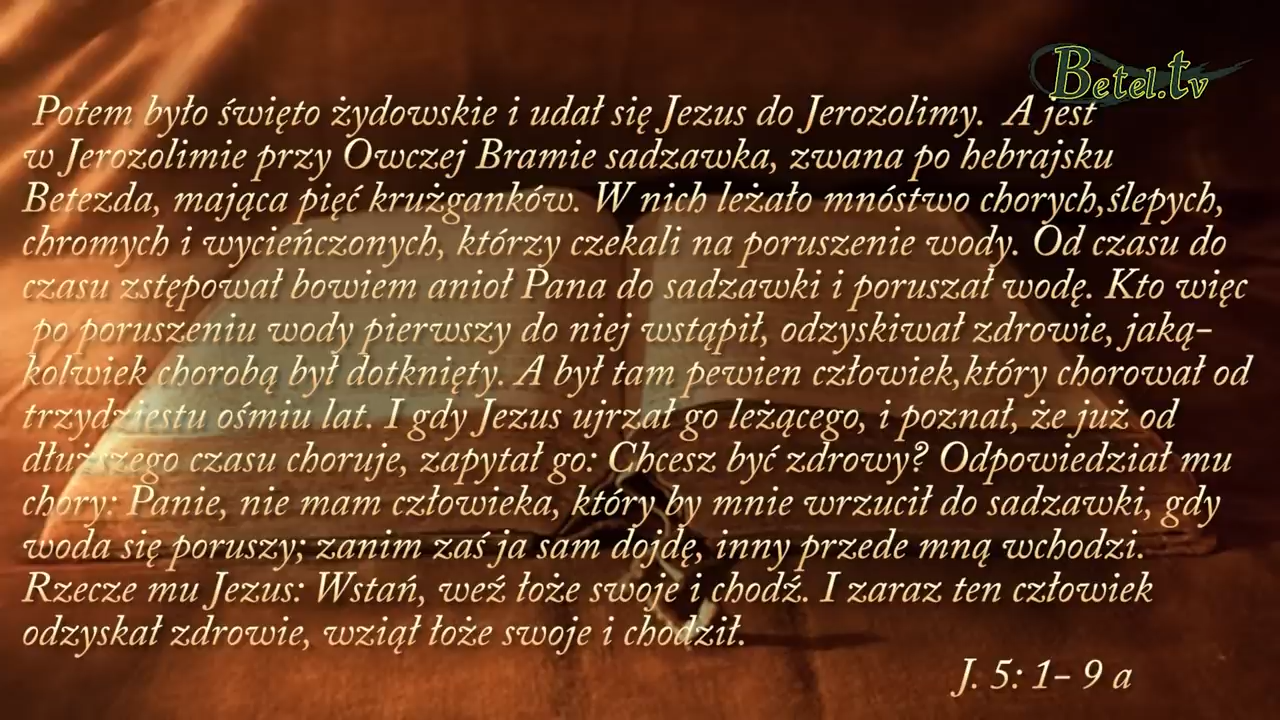 Betel.tv
Potem było święto żydowskie i udał się Jezus do Jerozolimy. A jest
w Jerozolimie przy Owczej Bramie sadzawka, zwana po hebrajsku
Betezda, mająca pięć krużganków. W nich leżało mnóstwo chorych,ślepych,
chromych i wycieńczonych, którzy czekali na poruszenie wody. Od czasu do
czasu zstępował bowiem anioł Pana do sadzawki i poruszał wodę. Kto więc
po poruszeniu wody pierwszy do niej wstąpił, odzyskiwał zdrowie, jaką-
kolwiek chorobą był dotknięty. A był tam pewien człowiek,który chorował od
trzydziestu ośmiu lat. I gdy Jezus ujrzał go leżącego, i poznał, że już od
dłuższego czasu choruje, zapytał go: Chcesz być zdrowy? Odpowiedział mu
chory: Panie, nie mam człowieka, który by mnie wrzucił do sadzawki, gdy
woda się poruszy; zanim zaś ja sam dojdę, inny przede mną wchodzi.
Rzecze mu Jezus: Wstań, weź łoże swoje i chodź. I zaraz ten człowiek
odzyskał zdrowie, wziął łoże swoje i chodził.
J. 5: 1- 9 a